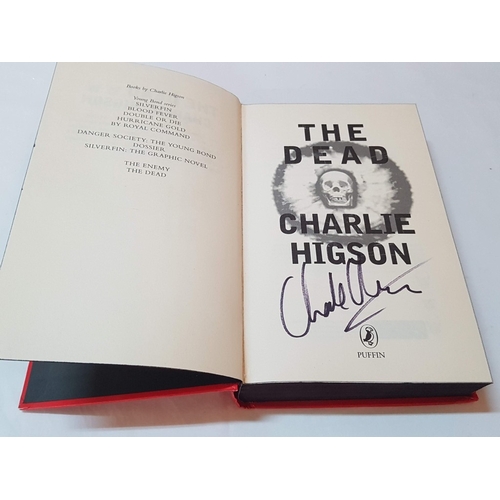 Books by Charlie Higson
Young Bond series
SILVERFIN
BLOOD FEVER
DOUBLE OR DIE
HURRICANE GOLD
BY ROYAL COMMAND
DANGER SOCIETY: THE YOUNG BOND
DOSSIER
SILVERFIN: THE GRAPHIC NOVEL
THE ENEMY
THE DEAD
THE
DEAD
CHARLIE
HIGSON
PUFFIN